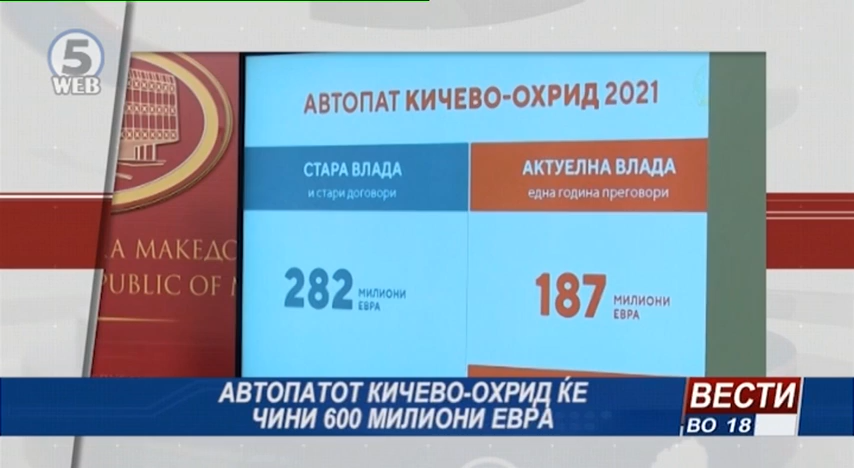 5
WEB
АВТОПАТ КИЧЕВО-ОХРИД 2021
СТАРА ВЛАДА
и стари договори
АКТУЕЛНА ВЛАДА
една година преговори
282 МИЛИОНИ
ЕВРА
187 МИЛИОНИ
ЕВРА
А МАКЕДО
PUBLIC OF
АВТОПАТОТ КИЧЕВО-ОХРИД ЌЕ
ЧИНИ 600 МИЛИОНИ ЕВРА
ВЕСТИ
ВО 18